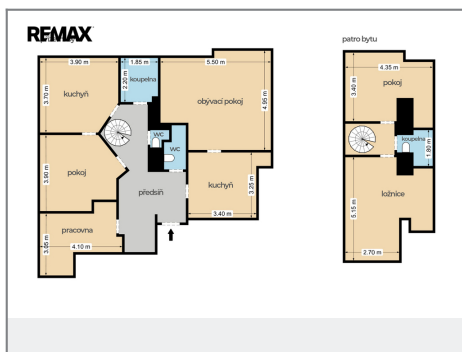 REMAX
patro bytu
3.90 m
1.85 m
5.50 m
4.35 m
kuchyň
koupelna
2.20 m
3.70 m
obývací pokoj
4.95 m
pokoj
3.40 m
WC
WC
koupelna
1.80 m
pokoj
3.90 m
předsíň
kuchyň
3.25 m
3.40 m
ložnice
5.15 m
2.70 m
pracovna
3.05 m
4.10 m